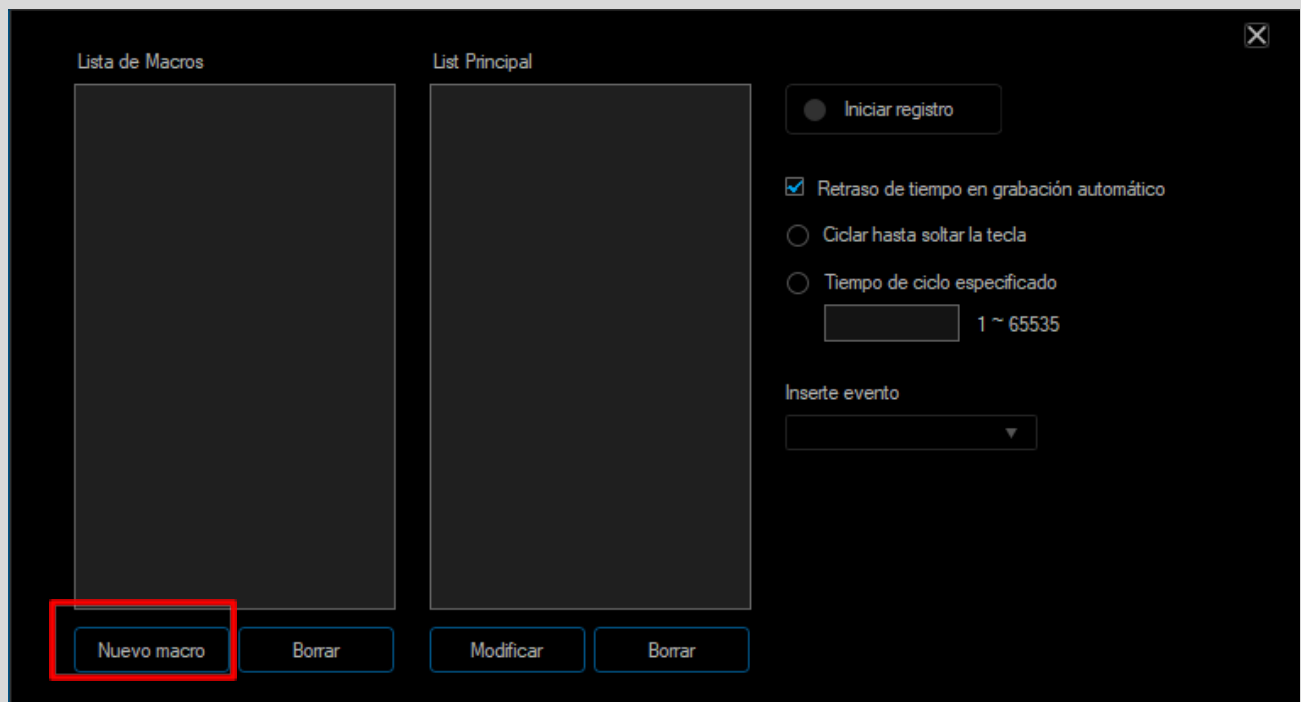 Lista de Macros
List Principal
Iniciar registro
Retraso de tiempo en grabación automático
Ciclar hasta soltar la tecla
Tiempo de ciclo especificado
1 ~ 65535
Inserte evento
Nuevo macro
Borrar
Modificar
Borrar